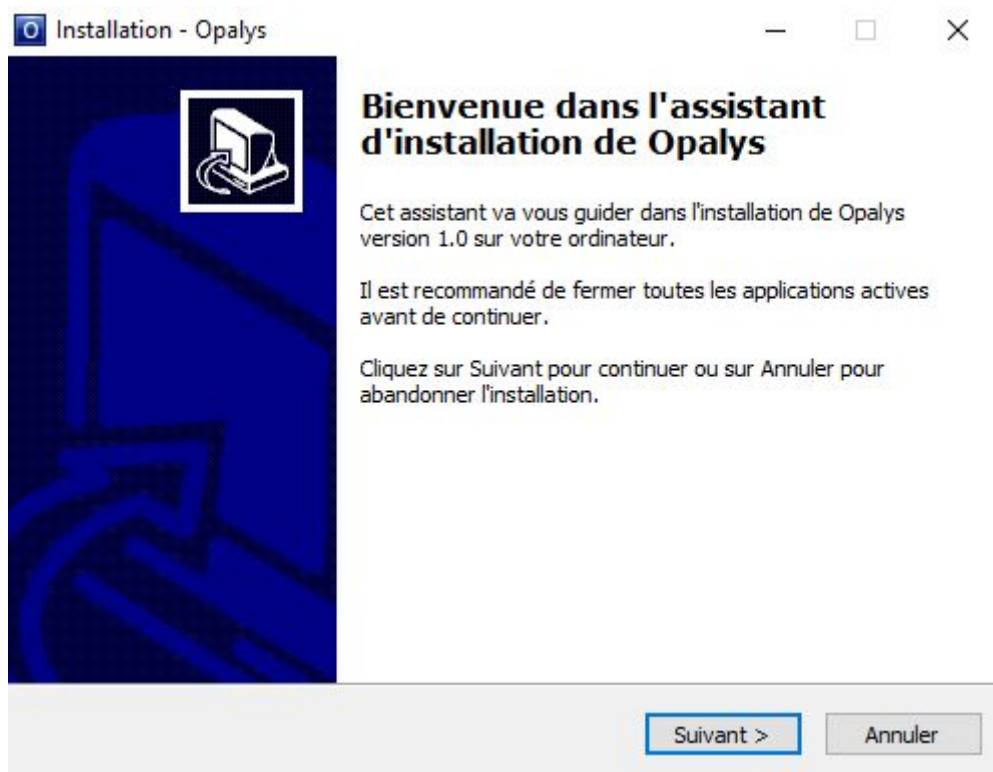 O Installation - Opalys
Bienvenue dans l'assistant
d'installation de Opalys
Cet assistant va vous guider dans l'installation de Opalys
version 1.0 sur votre ordinateur.
Il est recommandé de fermer toutes les applications actives
avant de continuer.
Cliquez sur Suivant pour continuer ou sur Annuler pour
abandonner l'installation.
Suivant >
Annuler